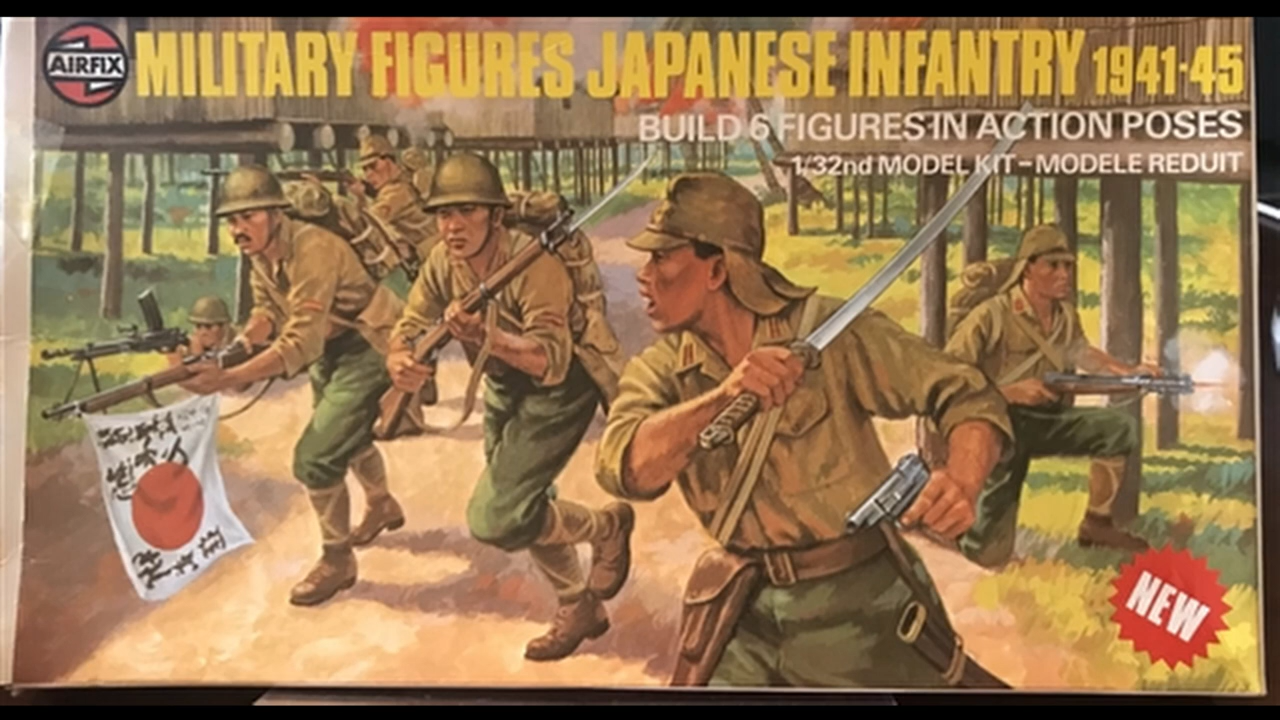 AIRFIX
MILITARY FIGURES JAPANESE INFANTRY 1941-45
BUILD 6 FIGURES IN ACTION POSES
1/32nd MODEL KIT – MODELE REDUIT
NEW